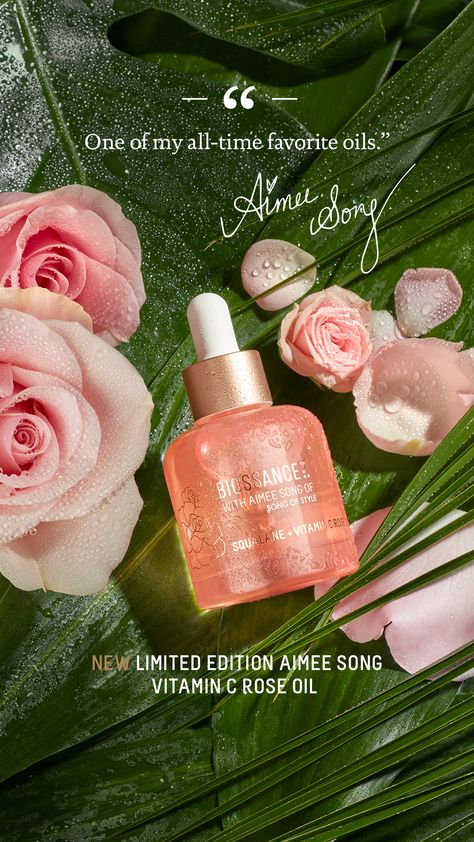 “
One of my all-time favorite oils.”
Aimee Song
BIOSSANCE
WITH AIMEE SONG OF
SONG OF STYLE
SQUALANE + VITAMIN C ROSE
NEW LIMITED EDITION AIMEE SONG
VITAMIN C ROSE OIL